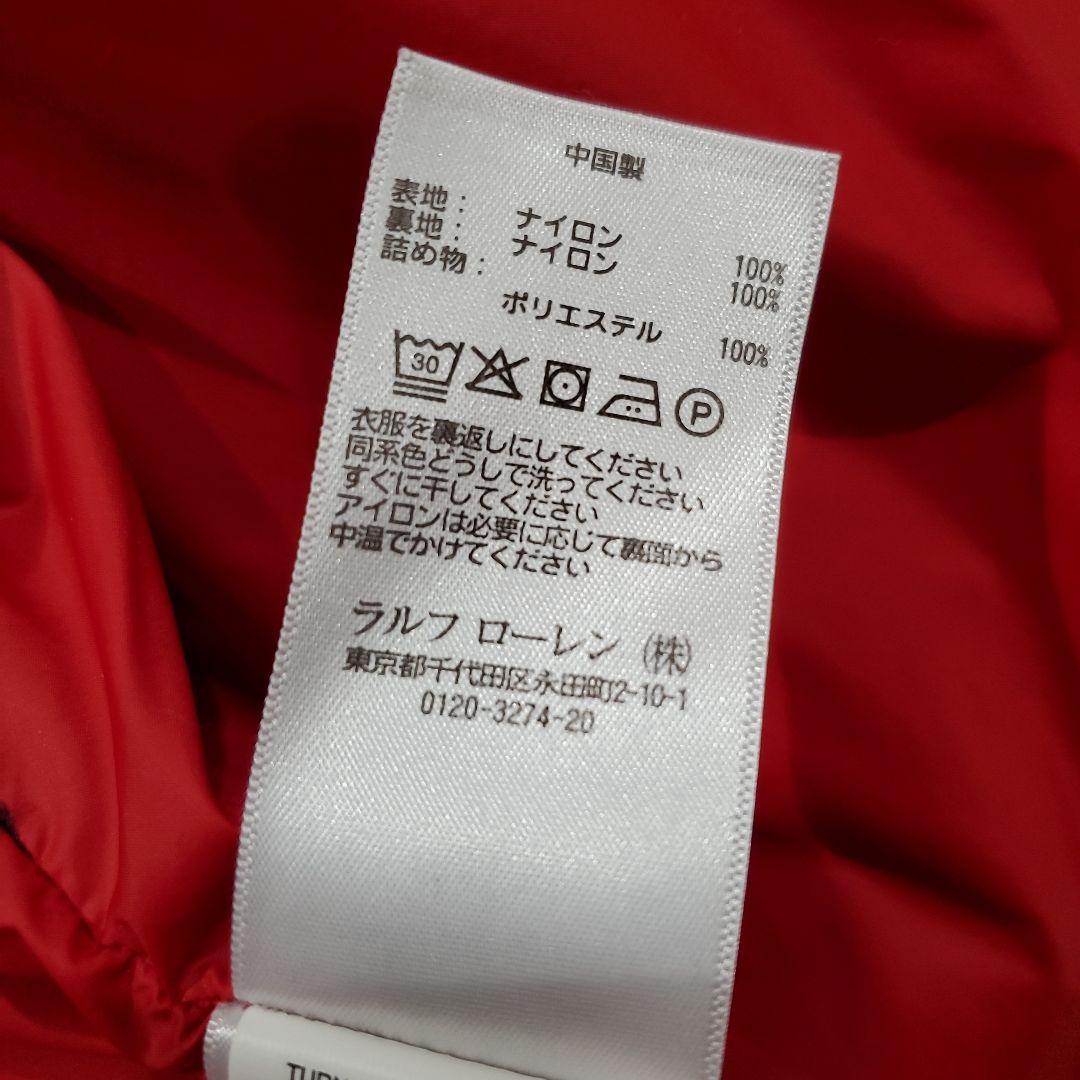 中国製
表地： ナイロン 100%
裏地： ナイロン 100%
詰め物：
ポリエステル 100%
30 P
衣服を裏返しにしてください
同系色どうしで洗ってください
すぐに干してください
アイロンは必要に応じて裏面から
中温でかけてください
ラルフ ローレン (株)
東京都千代田区永田町2-10-1
0120-3274-20